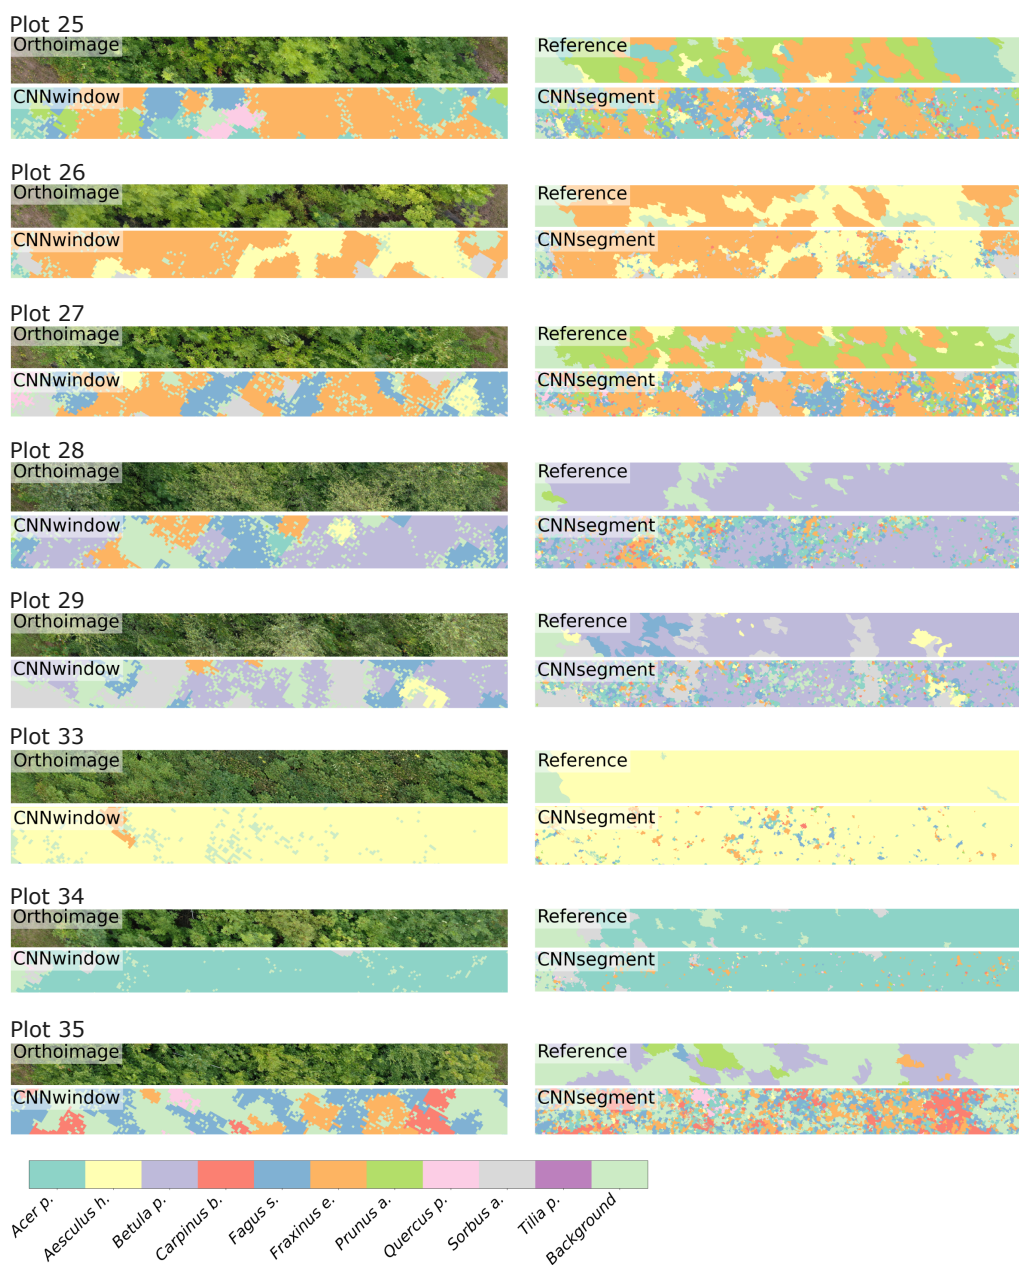 Plot 25
Orthoimage
Reference
CNNwindow
CNNsegment
Plot 26
Orthoimage
Reference
CNNwindow
CNNsegment
Plot 27
Orthoimage
Reference
CNNwindow
CNNsegment
Plot 28
Orthoimage
Reference
CNNwindow
CNNsegment
Plot 29
Orthoimage
Reference
CNNwindow
CNNsegment
Plot 33
Orthoimage
Reference
CNNwindow
CNNsegment
Plot 34
Orthoimage
Reference
CNNwindow
CNNsegment
Plot 35
Orthoimage
Reference
CNNwindow
CNNsegment
Acer p.
Aesculus h.
Betula p.
Carpinus b.
Fagus s.
Fraxinus e.
Prunus a.
Quercus p.
Sorbus a.
Tilia p.
Background